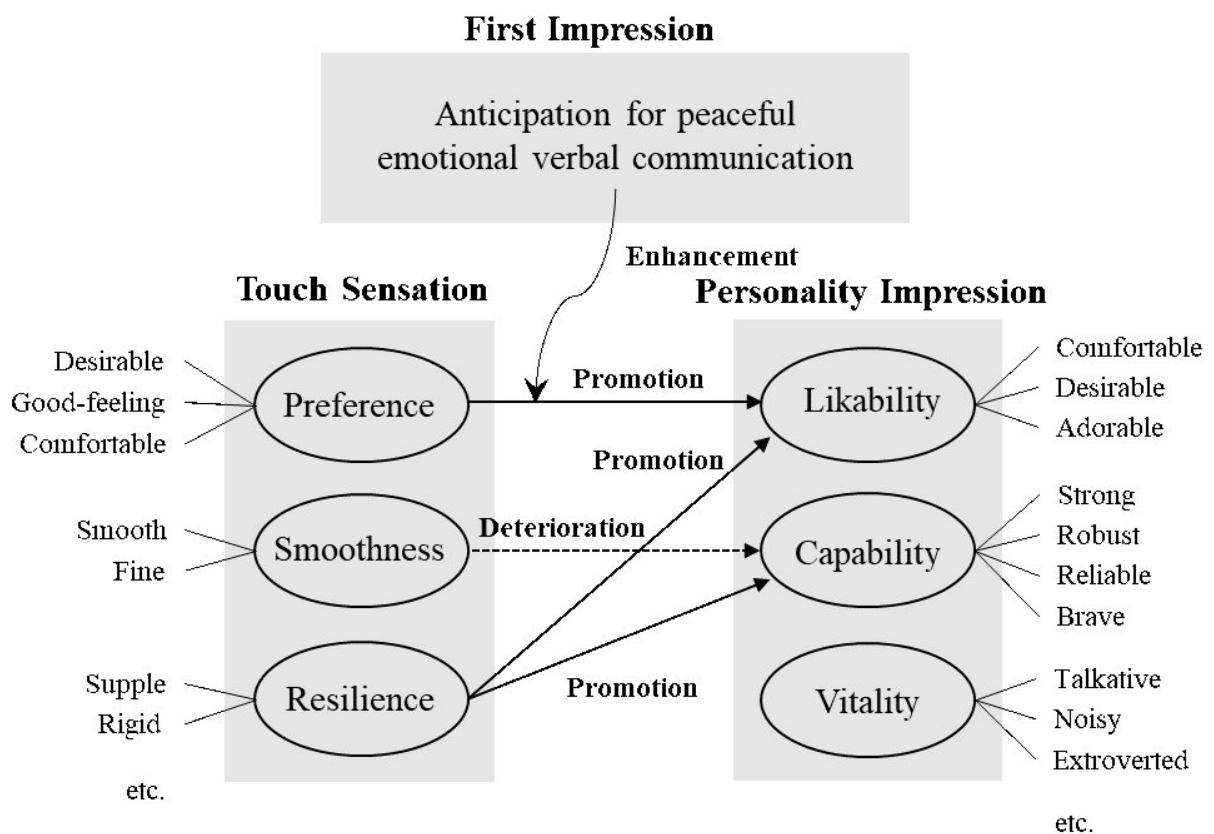 First Impression
Anticipation for peaceful
emotional verbal communication
Enhancement
Touch Sensation
Personality Impression
Desirable
Good-feeling
Comfortable
Preference
Promotion
Likability
Comfortable
Desirable
Adorable
Promotion
Smooth
Fine
Smoothness
Deterioration
Capability
Strong
Robust
Reliable
Brave
Supple
Rigid
etc.
Resilience
Promotion
Vitality
Talkative
Noisy
Extroverted
etc.